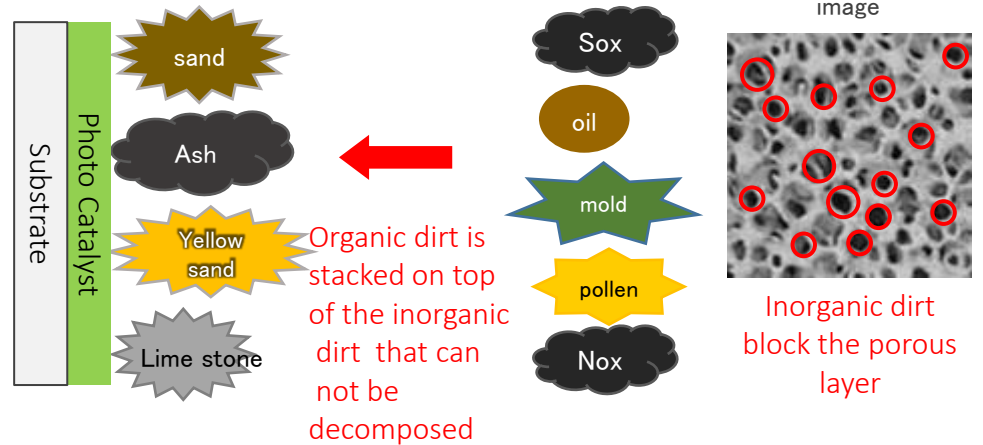 Substrate
Photo Catalyst
sand
Ash
Yellow
sand
Lime stone
Organic dirt is
stacked on top
of the inorganic
dirt that can
not be
decomposed
Sox
oil
mold
pollen
Nox
image
Inorganic dirt
block the porous
layer